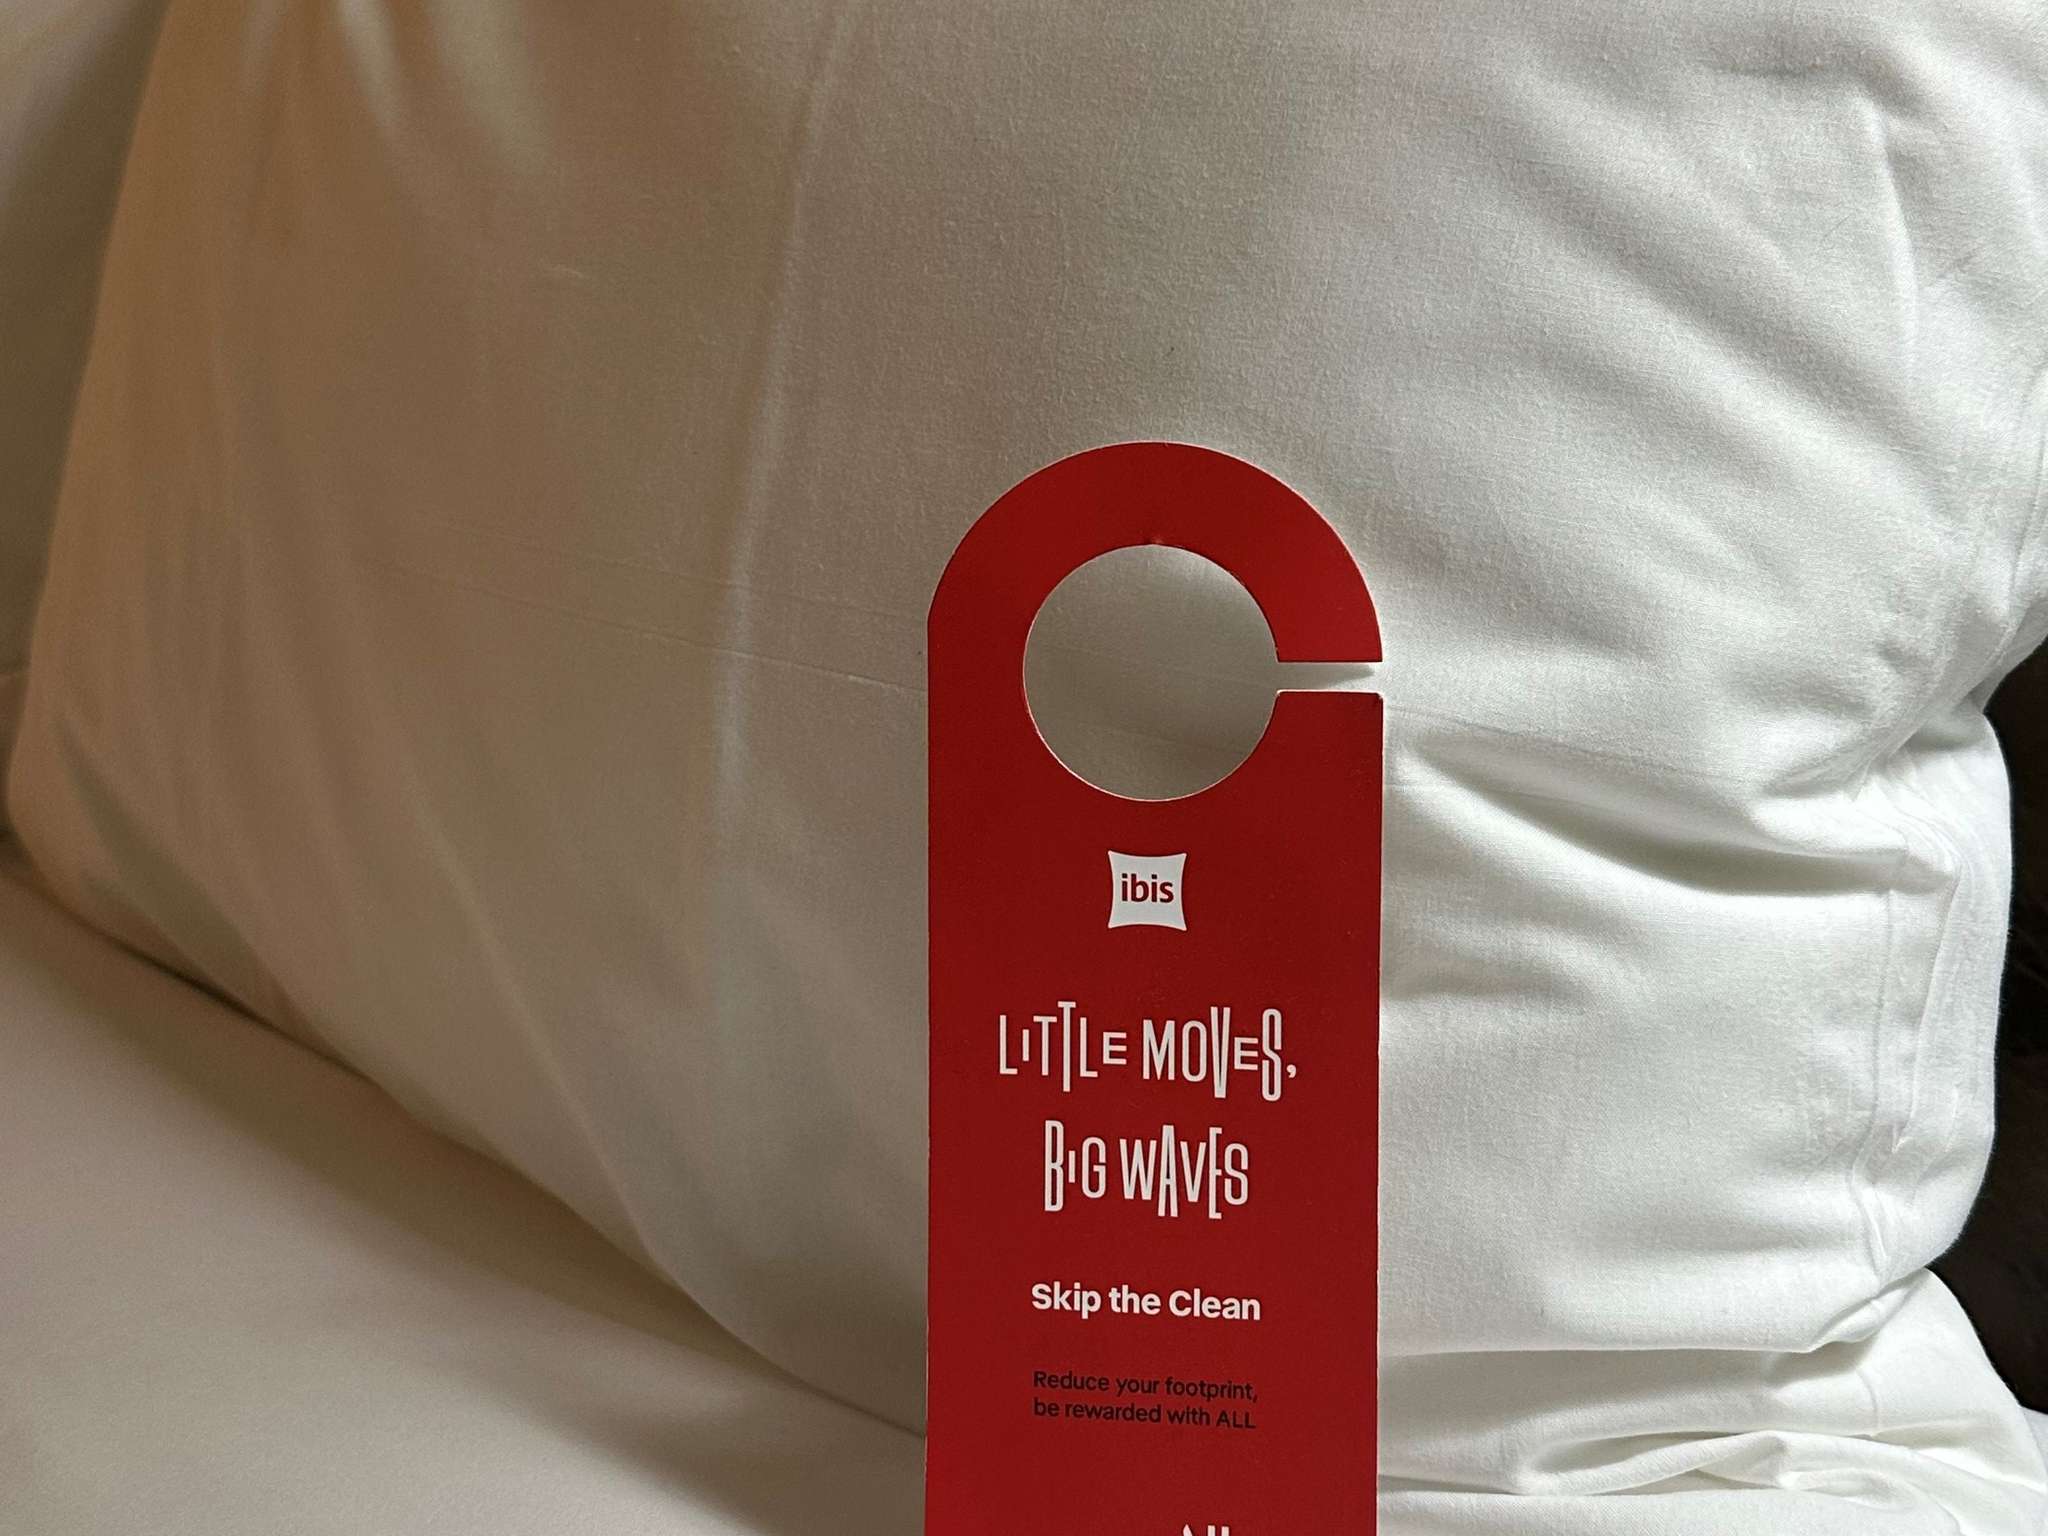 ibis
LITTLE MOVES,
BIG WAVES
Skip the Clean
Reduce your footprint,
be rewarded with ALL